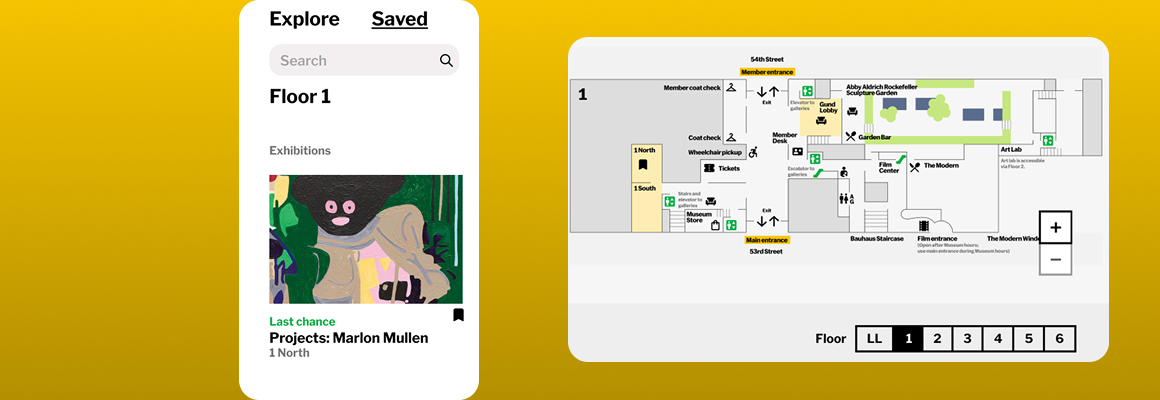 Explore
Saved
Search
Floor 1
Exhibitions
Last chance
Projects: Marlon Mullen
1 North
1
54th Street
Member entrance
Member coat check
Exit
Elevator to
galleries
Gund
Lobby
Abby Aldrich Rockefeller
Sculpture Garden
Coat check
Member
Desk
Garden Bar
Wheelchair pickup
1 North
Tickets
Escalator to
galleries
Film
Center
The Modern
Art Lab
Art lab is accessible
via Floor 2.
1 South
Stairs and
elevator to
galleries
Museum
Store
Exit
Main entrance
53rd Street
Bauhaus Staircase
Film entrance
(Open after Museum hours;
use main entrance during Museum hours)
The Modern Windo
+
−
Floor
LL
1
2
3
4
5
6